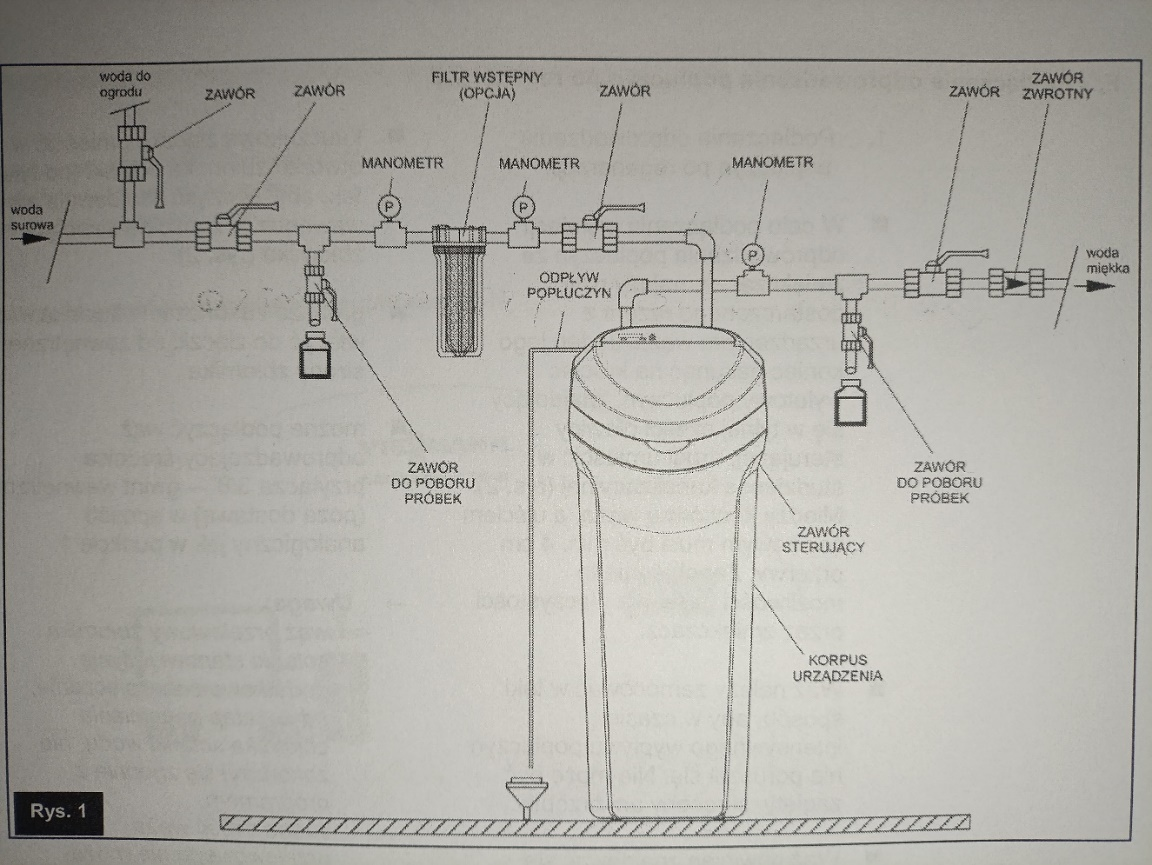 woda do
ogrodu
ZAWÓR
ZAWÓR
FILTR WSTĘPNY
(OPCJA)
ZAWÓR
ZAWÓR
ZAWÓR
ZWROTNY
MANOMETR
MANOMETR
MANOMETR
woda
surowa
P
P
P
woda
miękka
ODPŁYW
POPŁUCZYN
ZAWÓR
DO POBORU
PRÓBEK
ZAWÓR
DO POBORU
PRÓBEK
ZAWÓR
STERUJĄCY
KORPUS
URZĄDZENIA
Rys. 1